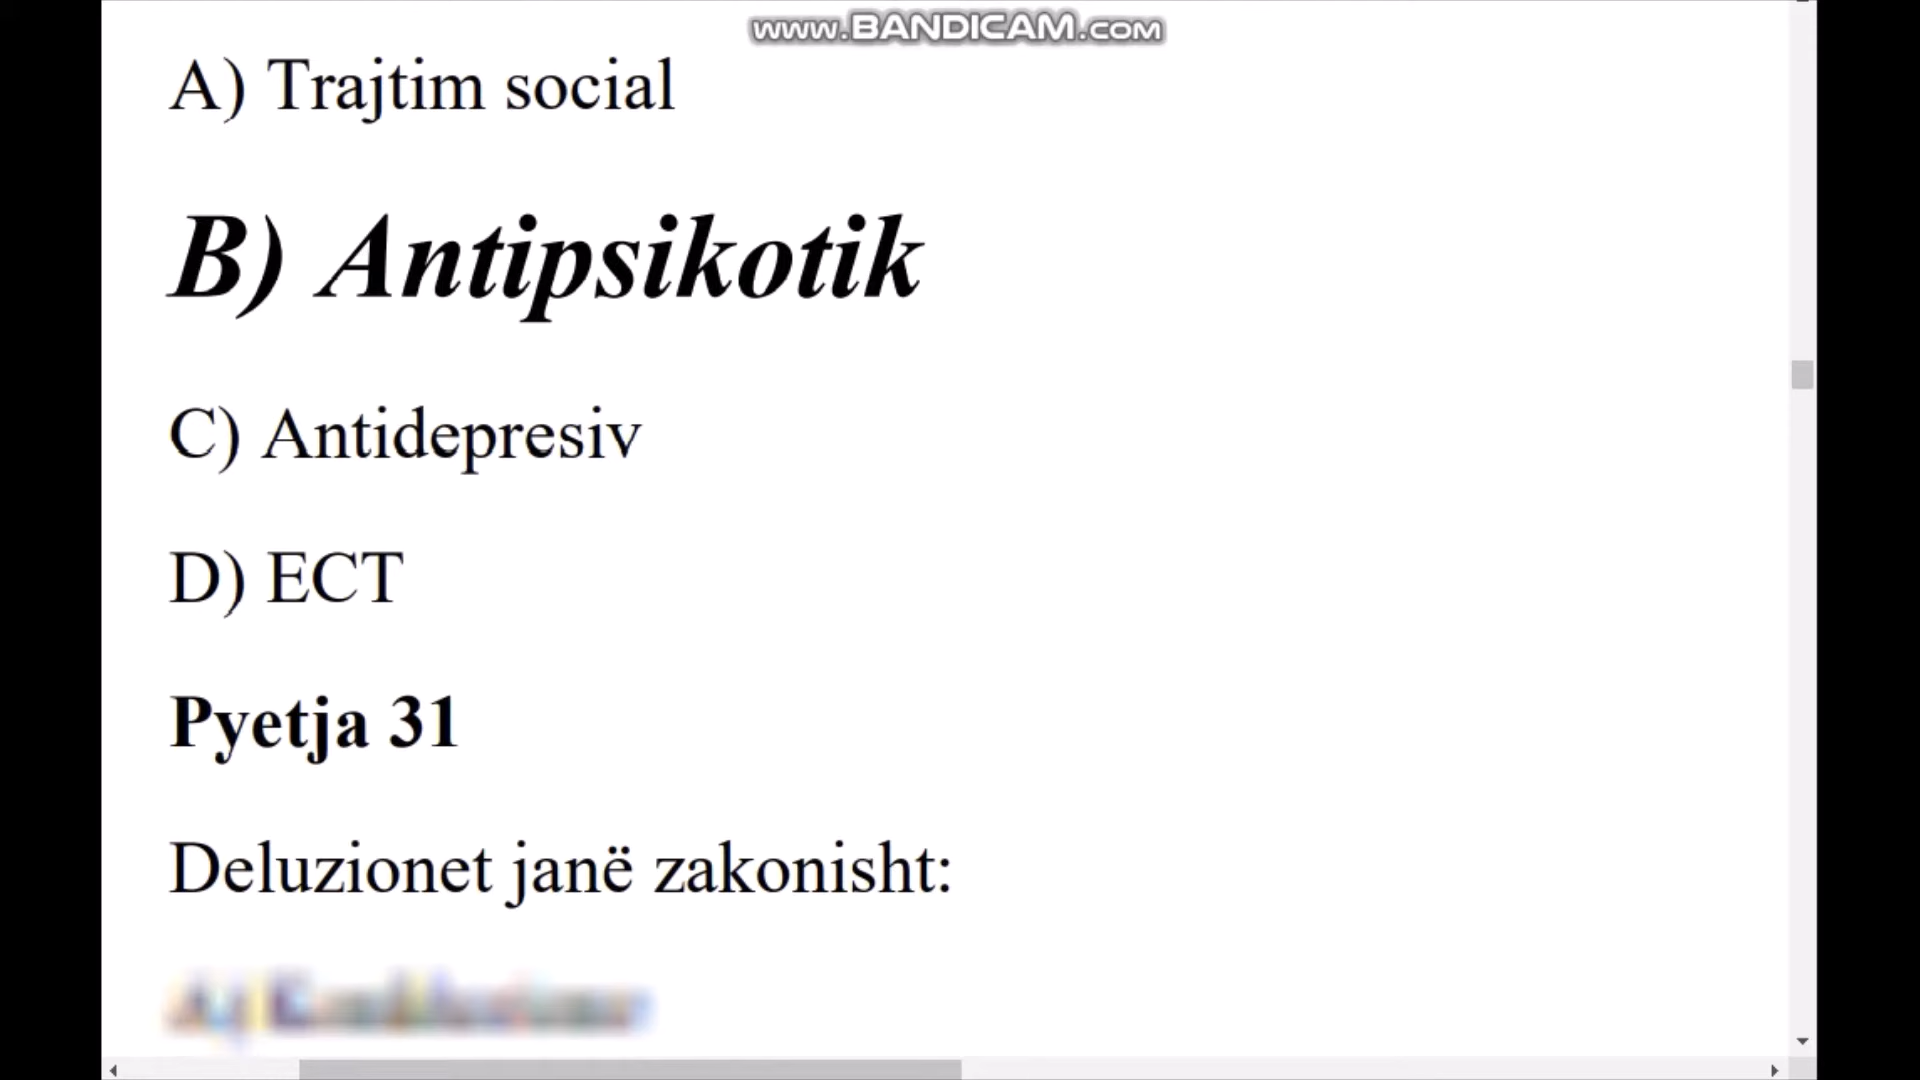 www.BANDICAM.com
A) Trajtim social
B) Antipsikotik
C) Antidepresiv
D) ECT
Pyetja 31
Deluzionet janë zakonisht:
A)